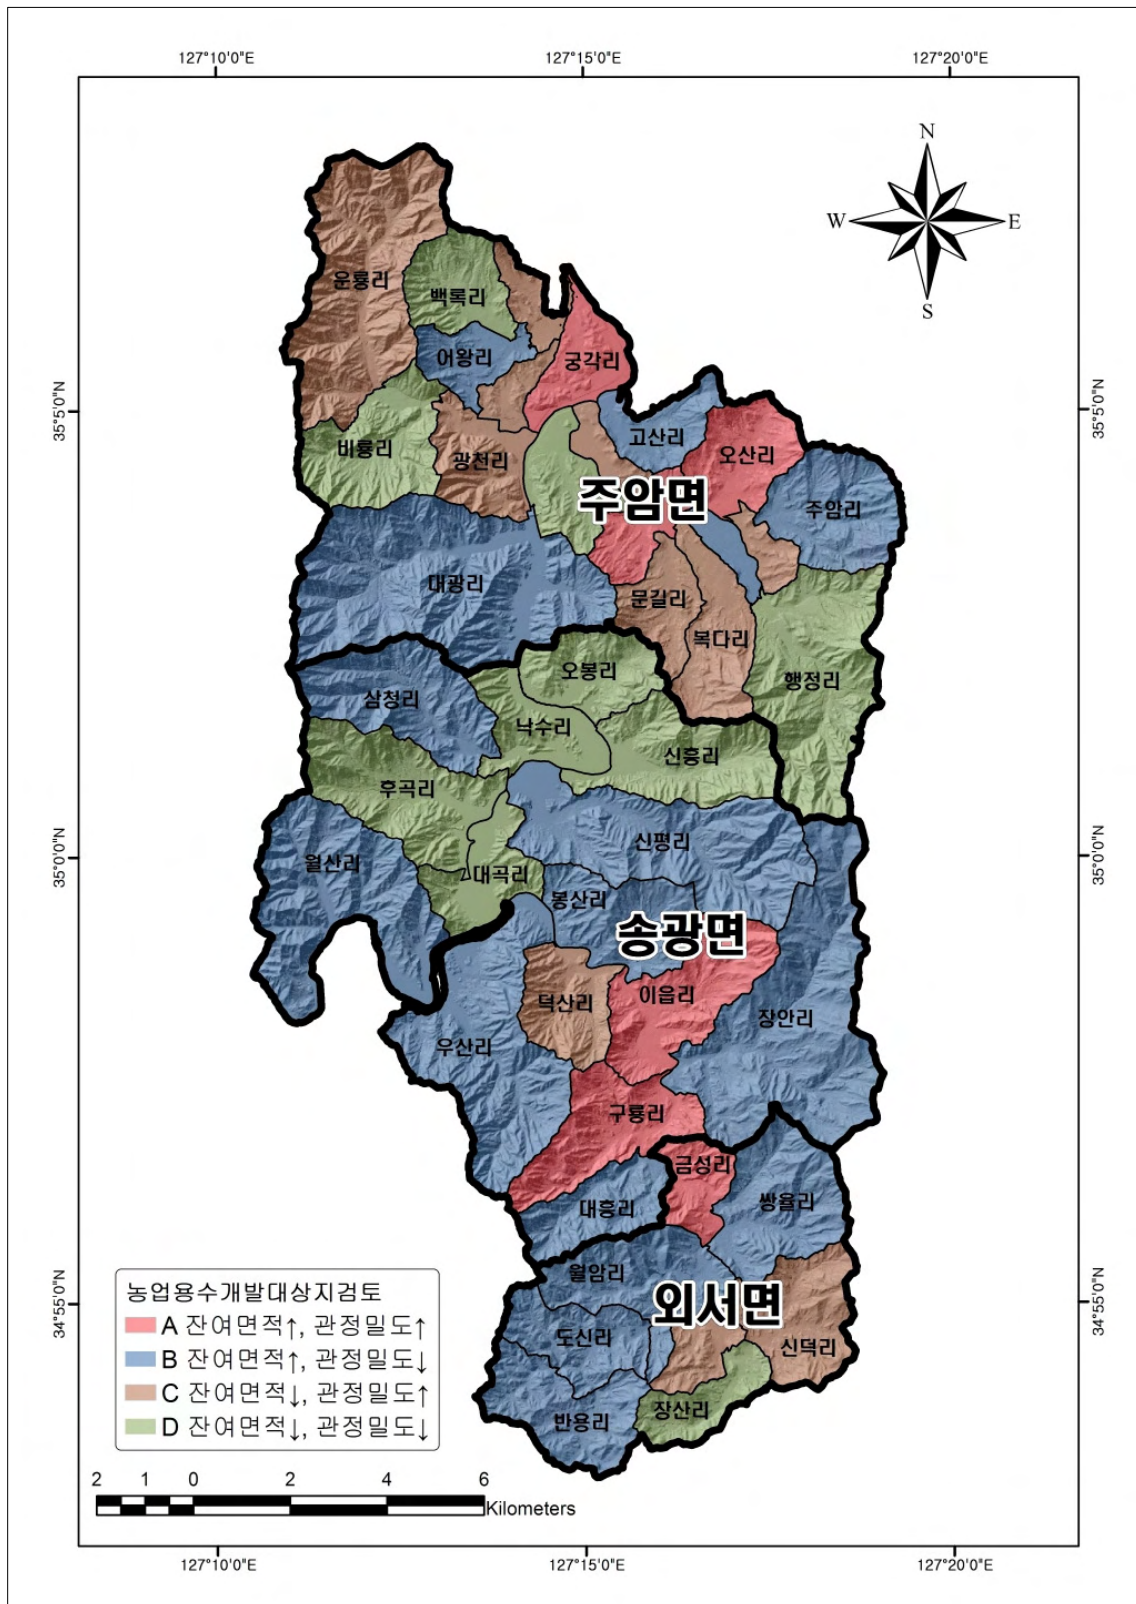 127°10'0"E
127°15'0"E
127°20'0"E
N
W
E
S
35°5'0"N
35°5'0"N
35°0'0"N
35°0'0"N
34°55'0"N
34°55'0"N
운룡리
백록리
어왕리
궁각리
고산리
비룡리
광천리
오산리
주암면
주암리
대광리
문길리
복다리
행정리
오봉리
삼청리
낙수리
신흥리
후곡리
신평리
월산리
대곡리
봉산리
송광면
덕산리
이읍리
장안리
우산리
구룡리
금성리
대흥리
쌍율리
월암리
외서면
도신리
신덕리
장산리
반용리
농업용수개발대상지검토
A 잔여면적↑, 관정밀도↑
B 잔여면적↑, 관정밀도↓
C 잔여면적↓, 관정밀도↑
D 잔여면적↓, 관정밀도↓
2 1 0 2 4 6
Kilometers
127°10'0"E
127°15'0"E
127°20'0"E